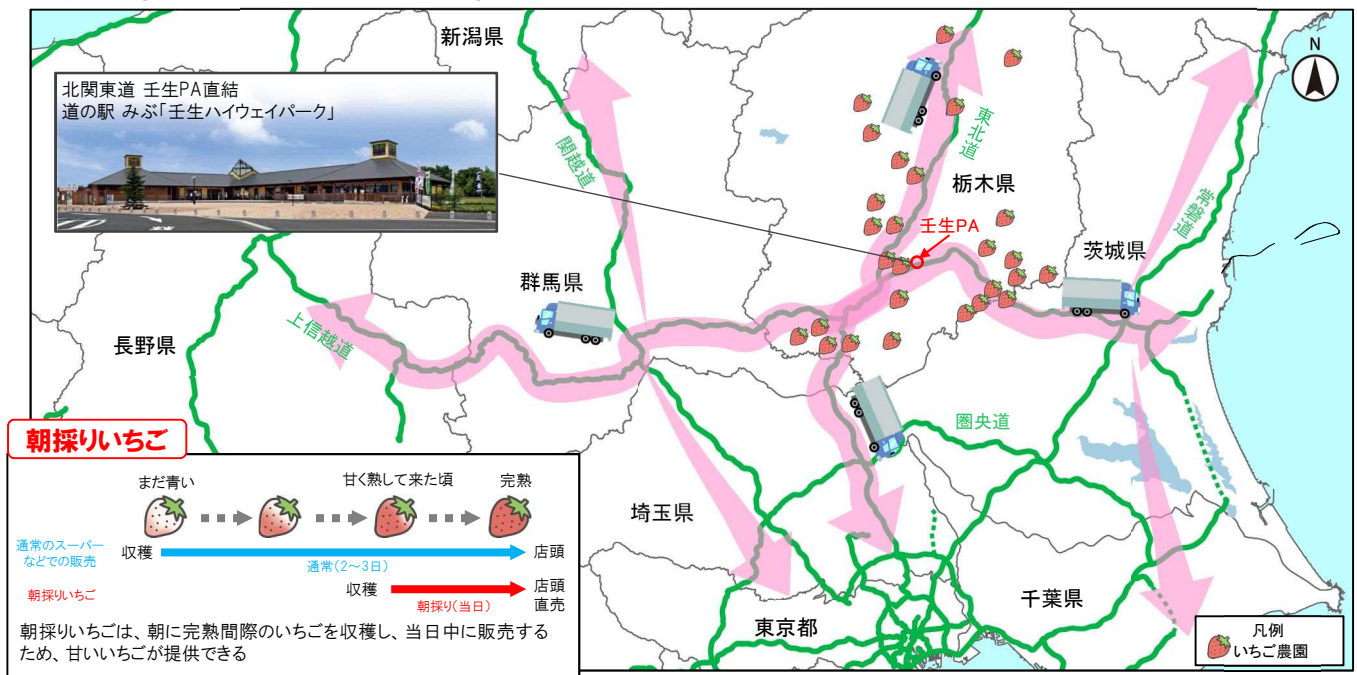 新潟県
北関東道 壬生PA直結
道の駅 みぶ「壬生ハイウェイパーク」
N
関越道
東北道
栃木県
常磐道
壬生PA
茨城県
群馬県
上信越道
長野県
圏央道
埼玉県
千葉県
東京都
凡例
いちご農園
朝採りいちご
まだ青い
甘く熟して来た頃
完熟
通常のスーパー
などでの販売
収穫
通常(2～3日)
店頭
朝採りいちご
収穫
朝採り(当日)
店頭
直売
朝採りいちごは、朝に完熟間際のいちごを収穫し、当日中に販売する
ため、甘いいちごが提供できる